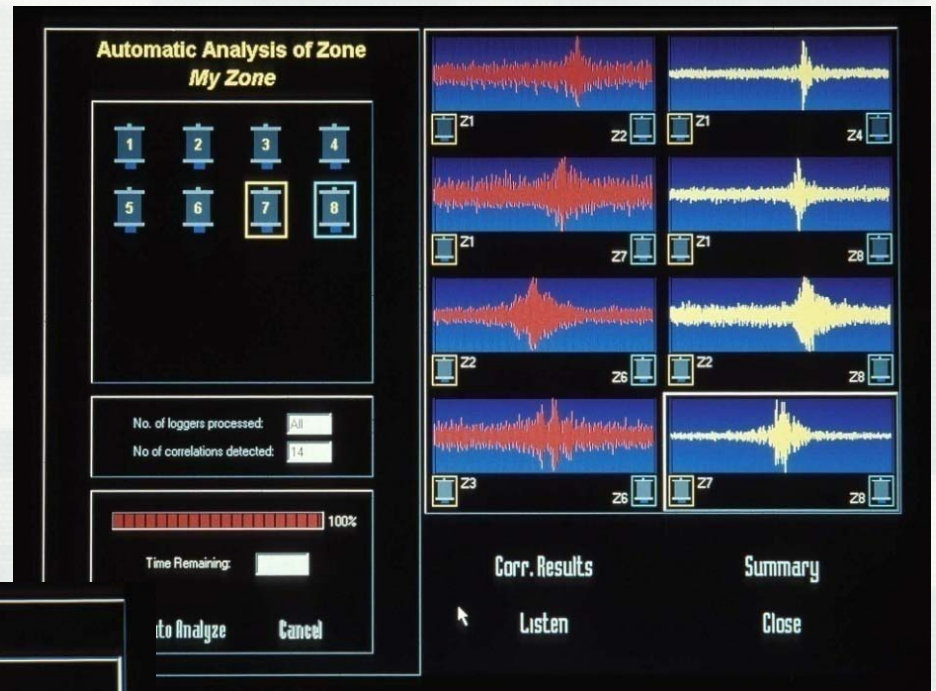 Automatic Analysis of Zone
My Zone
1 2 3 4
5 6 7 8
No. of loggers processed: All
No of correlations detected: 14
100%
Time Remaining:
to Analyze Cancel
Z1 Z2
Z1 Z4
Z1 Z7
Z1 Z8
Z2 Z6
Z2 Z8
Z3 Z6
Z7 Z8
Corr. Results Summary
Listen Close